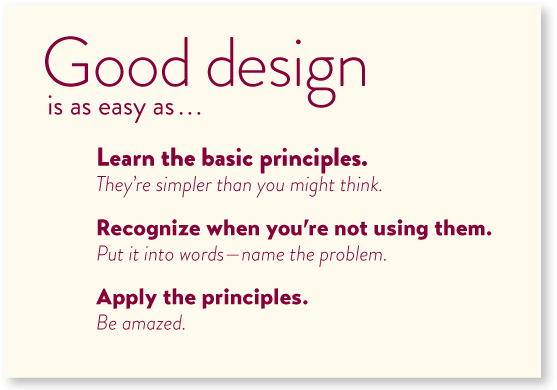 Good design
is as easy as…
Learn the basic principles.
They’re simpler than you might think.
Recognize when you’re not using them.
Put it into words—name the problem.
Apply the principles.
Be amazed.